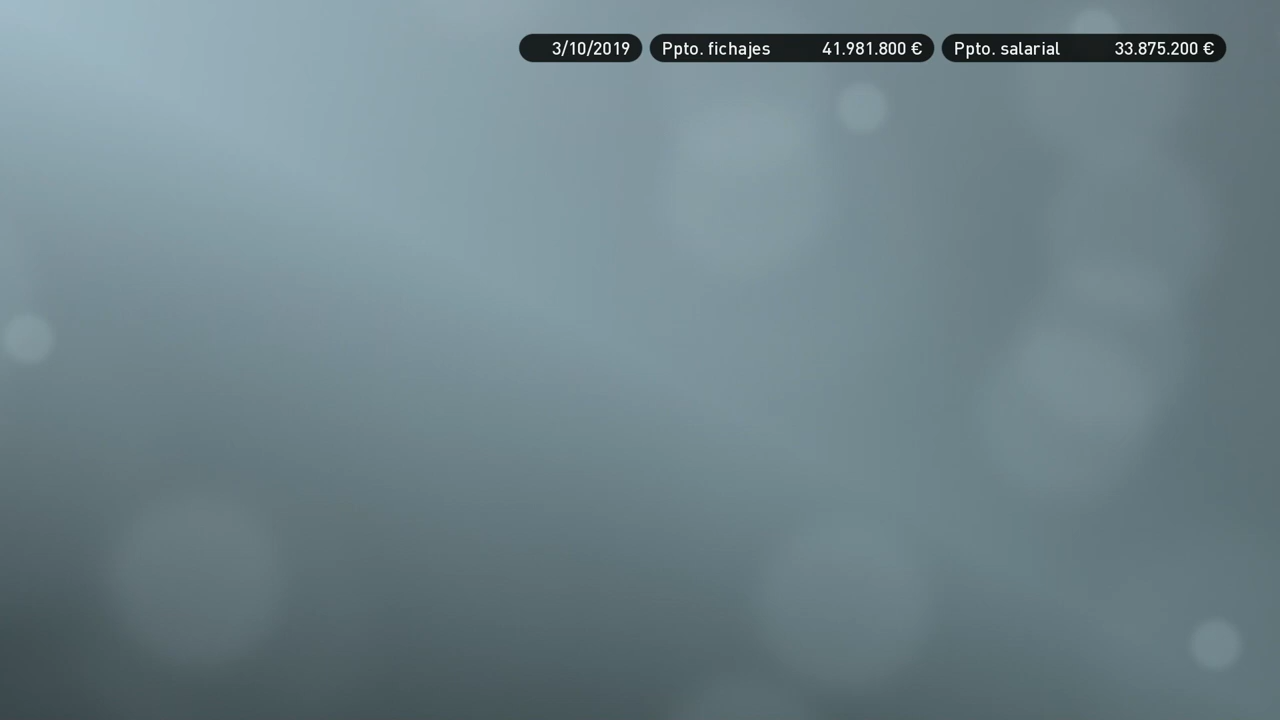 3/10/2019 Ppto. fichajes 41.981.800 € Ppto. salarial 33.875.200 €